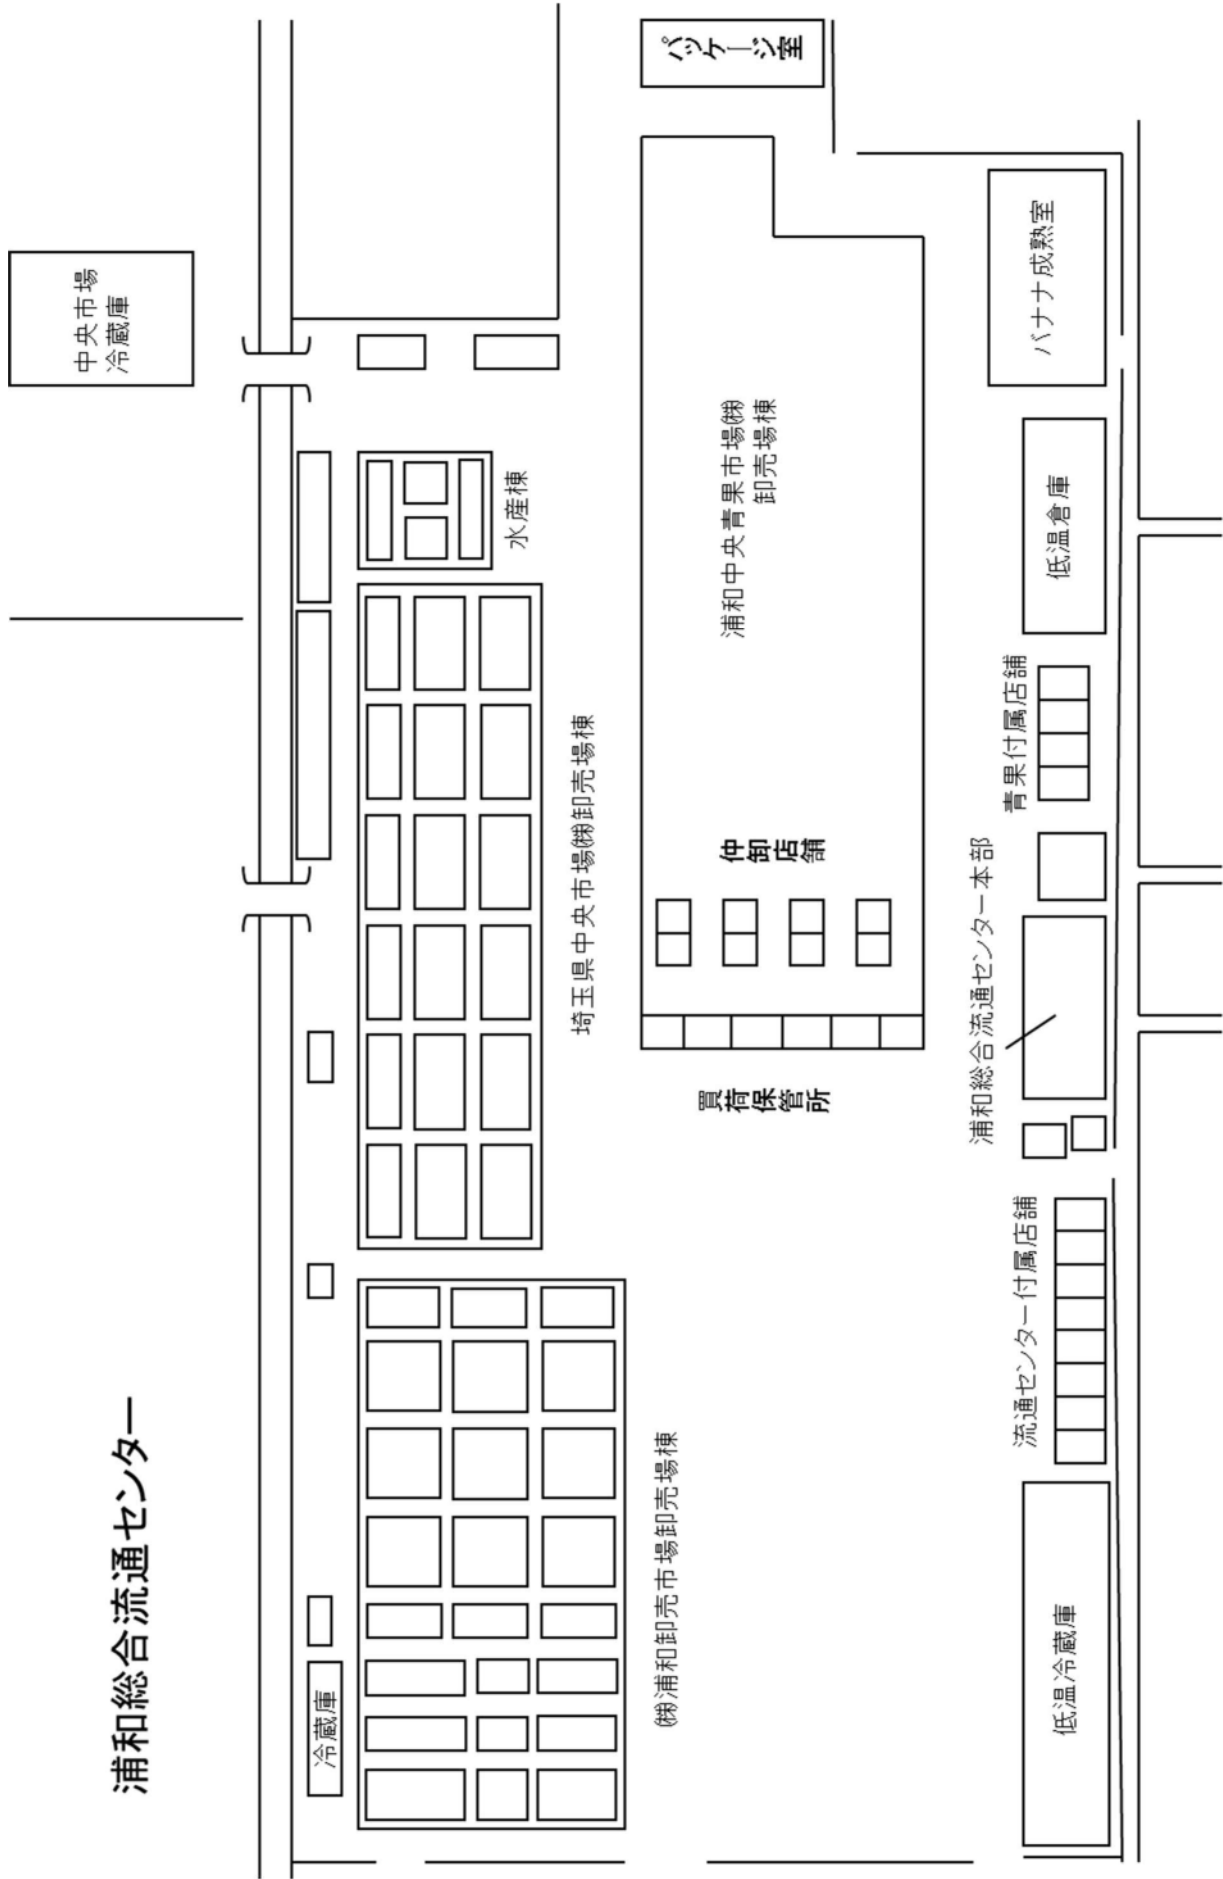 浦和総合流通センター
中央市場
冷蔵庫
冷蔵庫
水産棟
埼玉県中央市場㈱卸売場棟
㈱浦和卸売市場卸売場棟
パッケージ室
浦和中央青果市場㈱
卸売場棟
仲卸店舗
買荷保管所
バナナ成熟室
低温倉庫
青果付属店舗
浦和総合流通センター本部
流通センター付属店舗
低温冷蔵庫